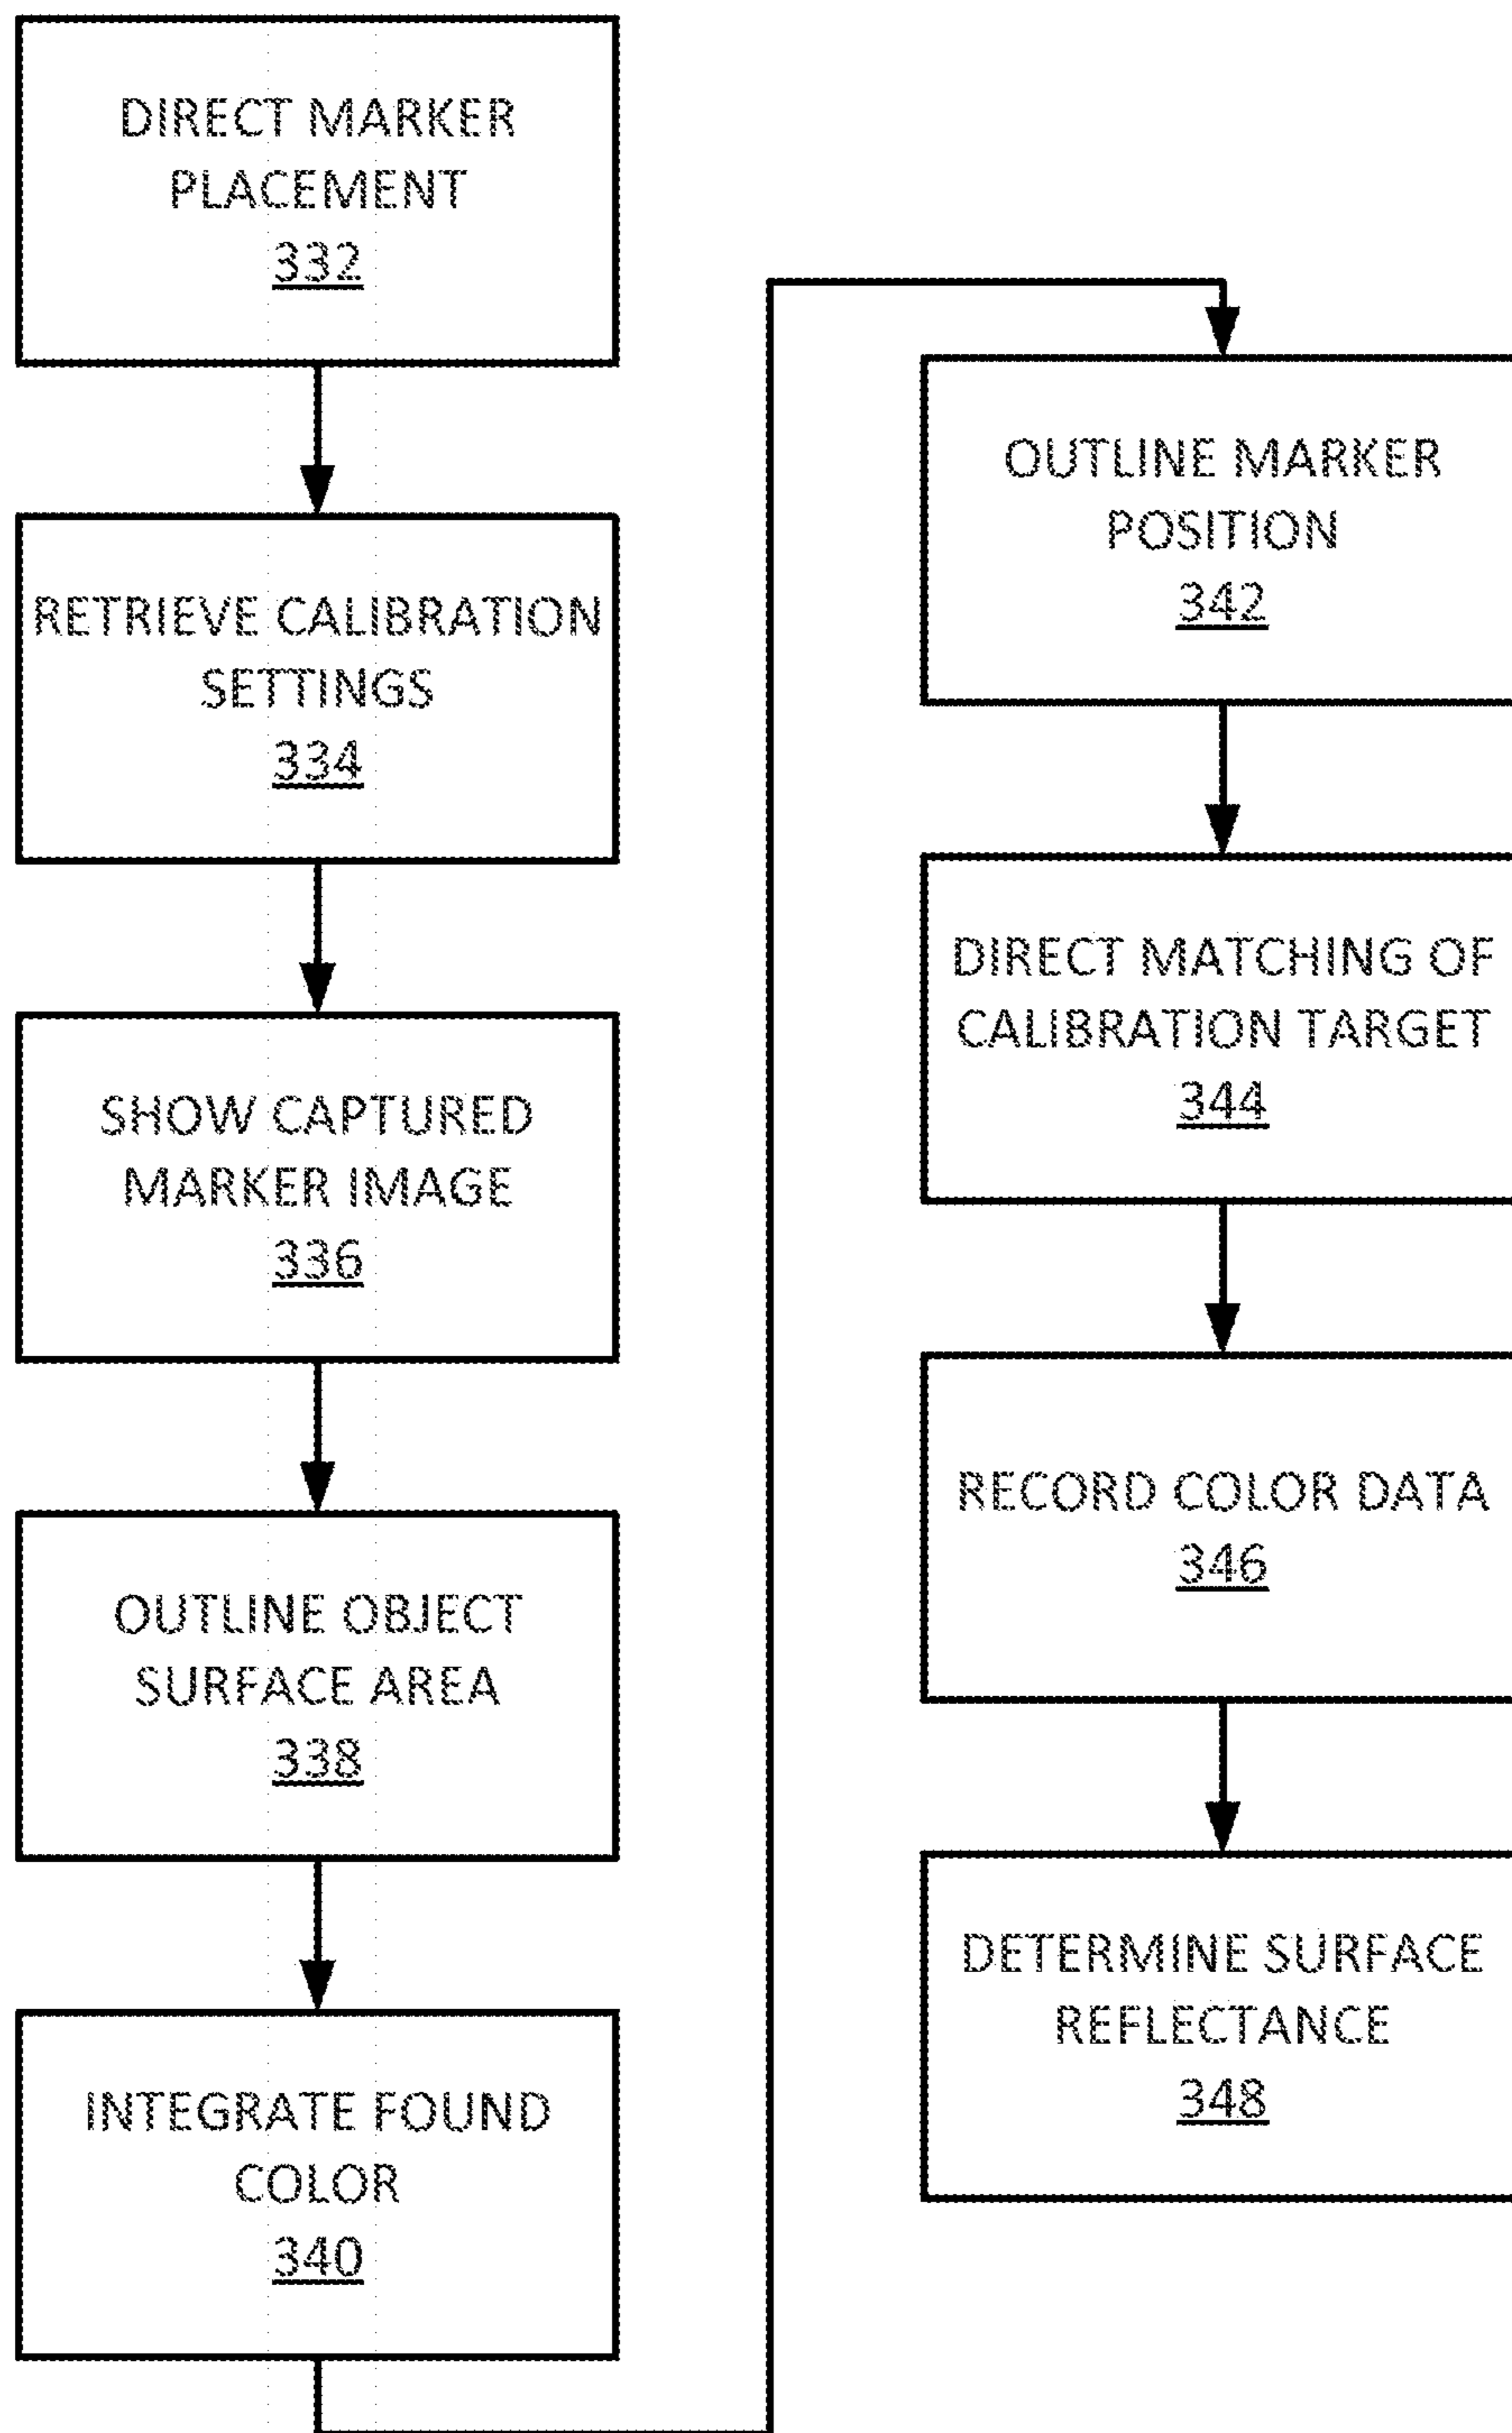 DIRECT MARKER
PLACEMENT
332
RETRIEVE CALIBRATION
SETTINGS
334
SHOW CAPTURED
MARKER IMAGE
336
OUTLINE OBJECT
SURFACE AREA
338
INTEGRATE FOUND
COLOR
340
OUTLINE MARKER
POSITION
342
DIRECT MATCHING OF
CALIBRATION TARGET
344
RECORD COLOR DATA
346
DETERMINE SURFACE
REFLECTANCE
348